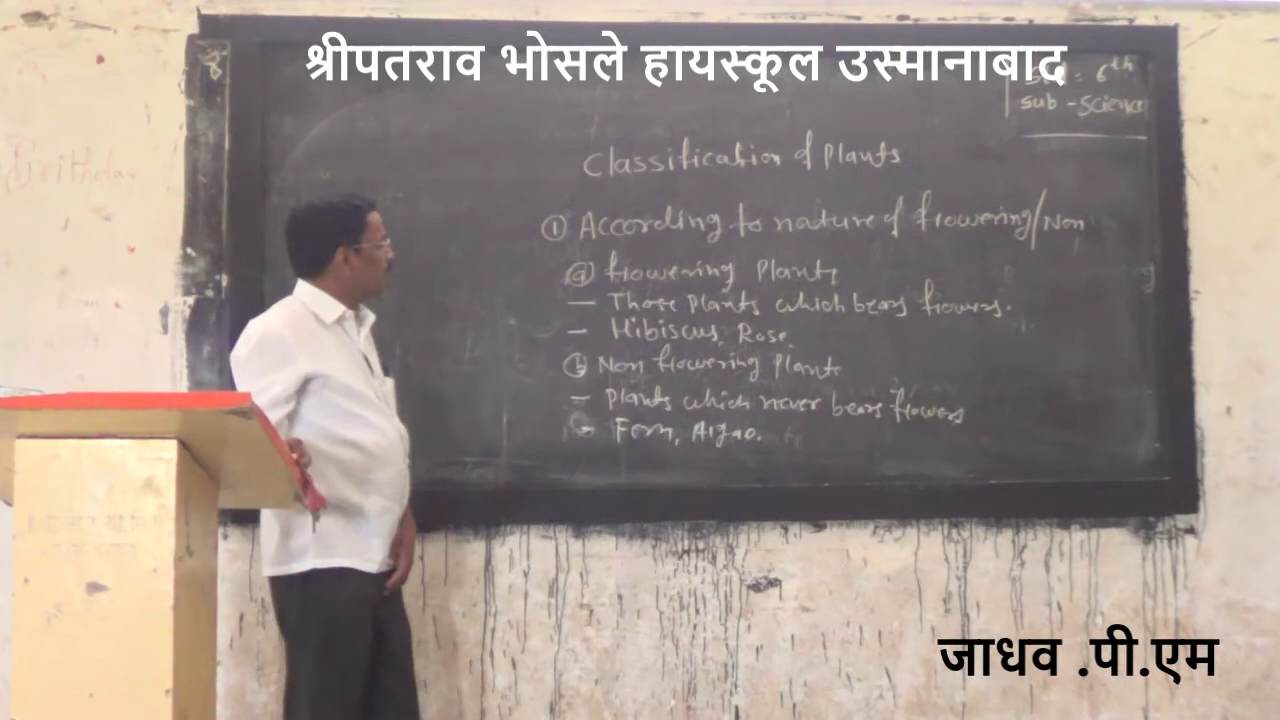 श्रीपतराव भोसले हायस्कूल उस्मानाबाद
6th
Sub - Science
Classification of Plants
① According to nature of flowering/Non
ⓐ flowering Plants
— Those Plants which bears flowers.
— Hibiscus, Rose.
ⓑ Non flowering Plants
— Plants which never bears flowers
Fern, Algae.
जाधव .पी.एम